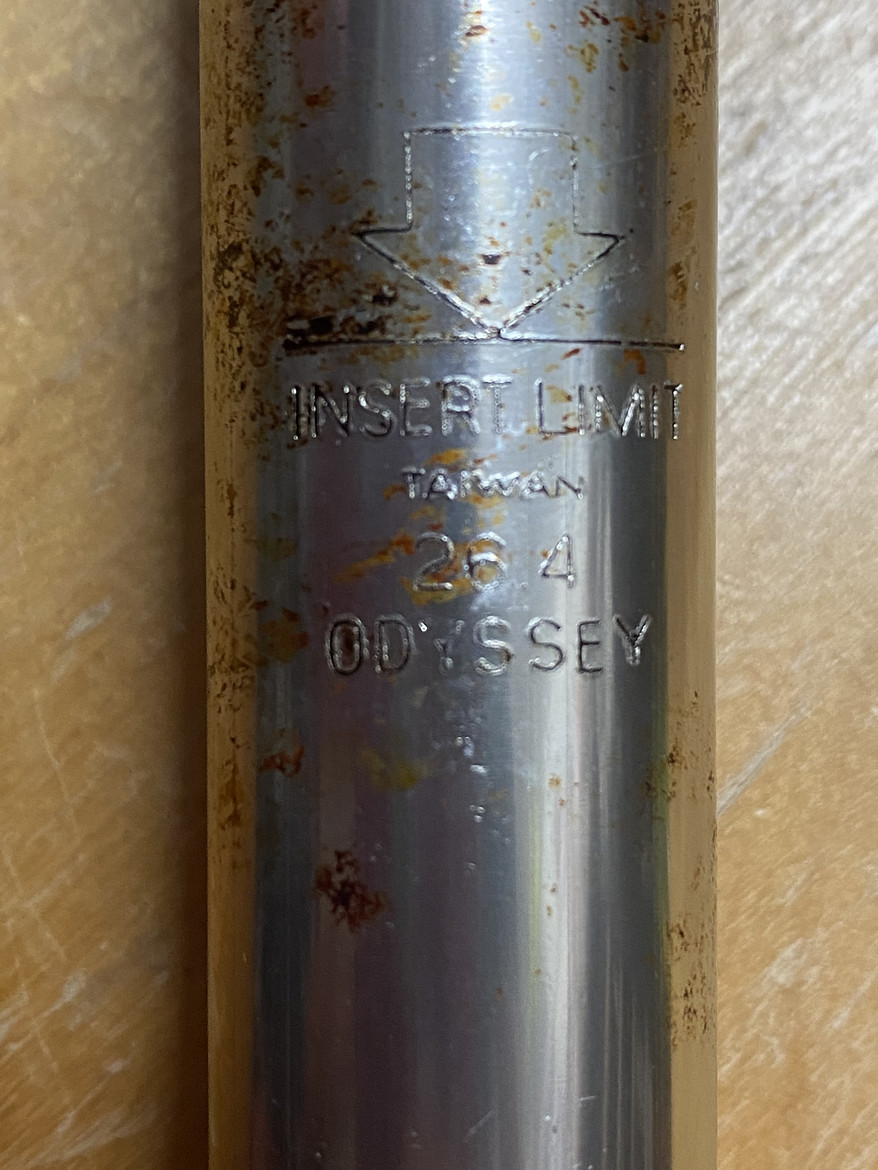 INSERT LIMIT
TAIWAN
26.4
ODYSSEY